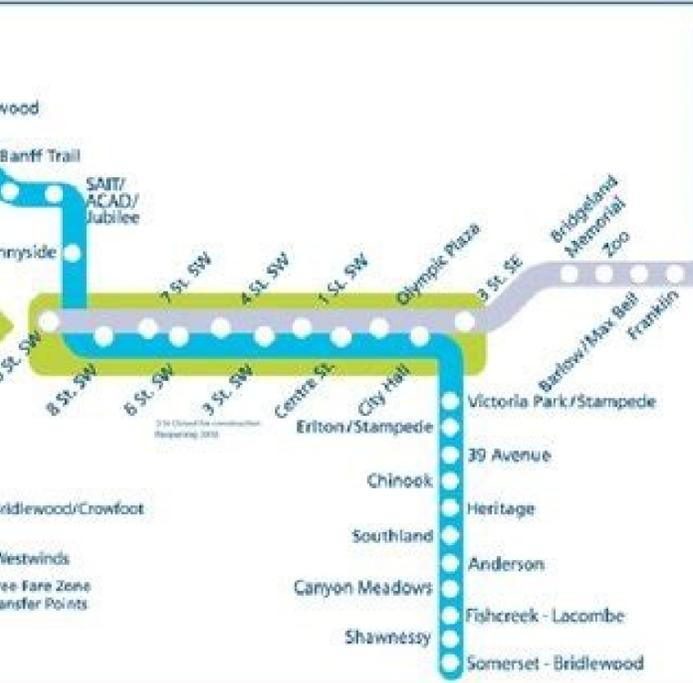 wood
Banff Trail
SAIT/
ACAD/
Jubilee
nnyside
7 St. SW
4 St. SW
1 St. SW
Olympic Plaza
3 St. SE
Bridgeland
Memorial
Zoo
Barlow/Max Bell
Franklin
St. SW
8 St. SW
6 St. SW
3 St. SW
Centre St.
City Hall
Victoria Park/Stampede
Erlton/Stampede
39 Avenue
Chinook
Heritage
Southland
Anderson
Canyon Meadows
Fishcreek - Lacombe
Shawnessy
Somerset - Bridlewood
ridlewood/Crowfoot
Westwinds
ree Fare Zone
ansfer Points